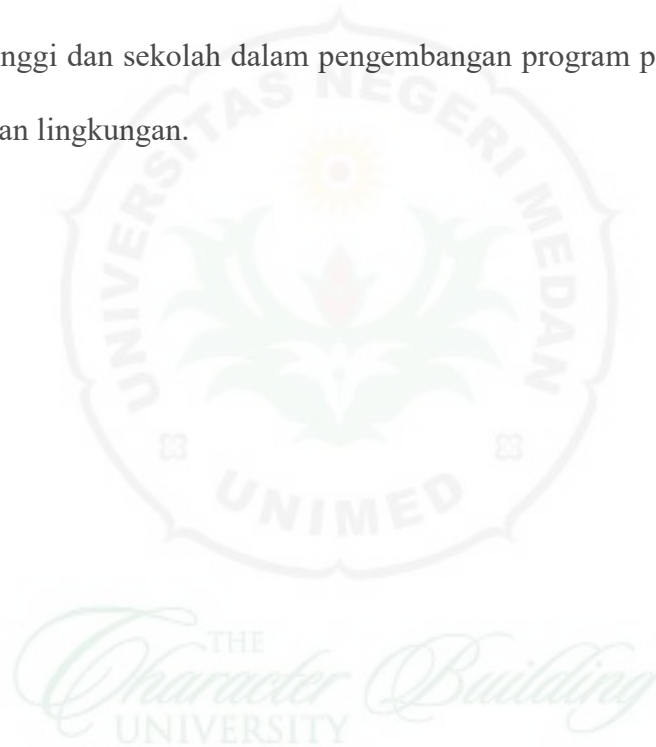 nggi dan sekolah dalam pengembangan program p
an lingkungan.
UNIVERSITAS NEGERI MEDAN
UNIMED
THE
Character Building
UNIVERSITY